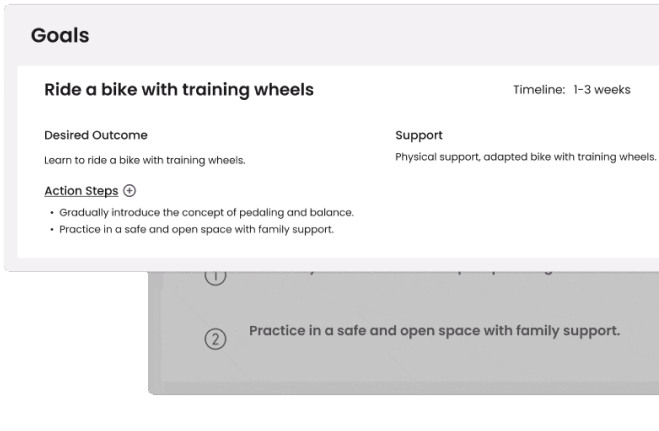 Goals
Ride a bike with training wheels
Timeline: 1-3 weeks
Desired Outcome
Learn to ride a bike with training wheels.
Support
Physical support, adapted bike with training wheels.
Action Steps
• Gradually introduce the concept of pedaling and balance.
• Practice in a safe and open space with family support.
1
2 Practice in a safe and open space with family support.